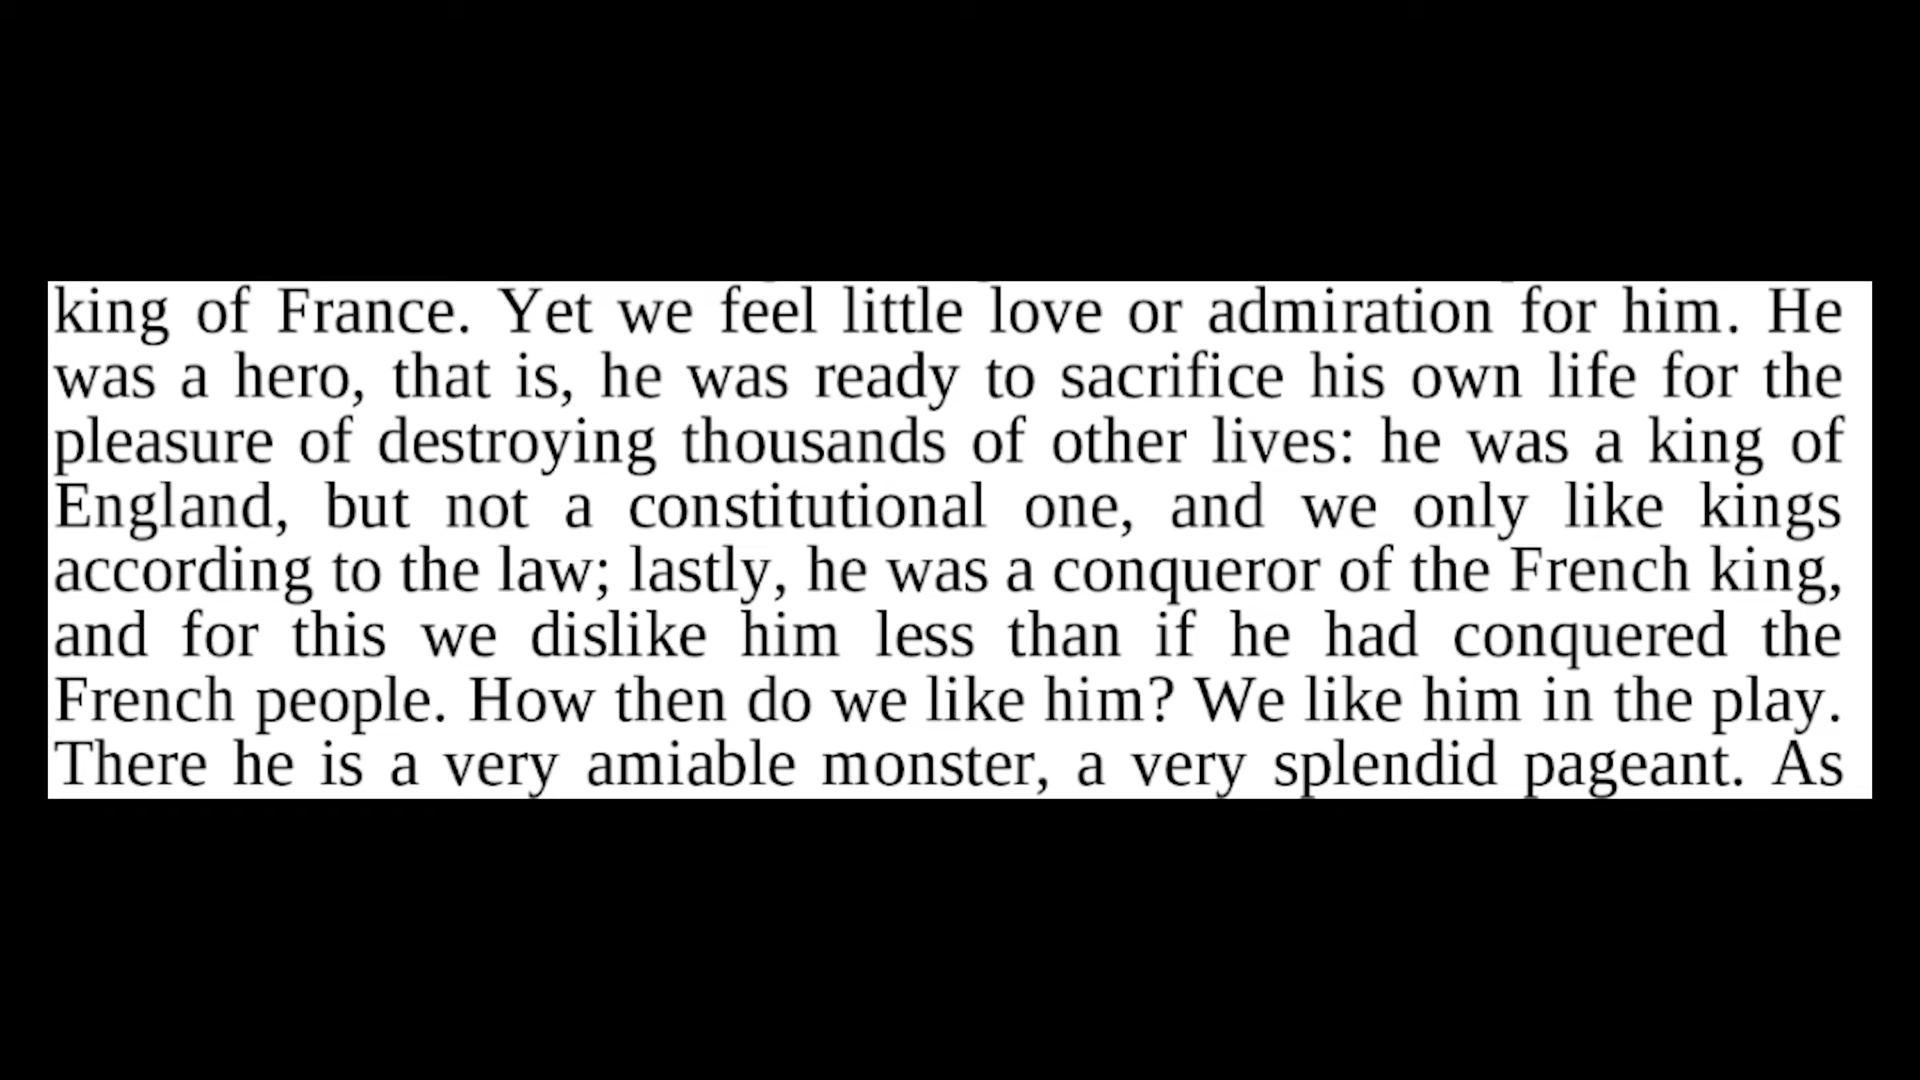 king of France. Yet we feel little love or admiration for him. He
was a hero, that is, he was ready to sacrifice his own life for the
pleasure of destroying thousands of other lives: he was a king of
England, but not a constitutional one, and we only like kings
according to the law; lastly, he was a conqueror of the French king,
and for this we dislike him less than if he had conquered the
French people. How then do we like him? We like him in the play.
There he is a very amiable monster, a very splendid pageant. As